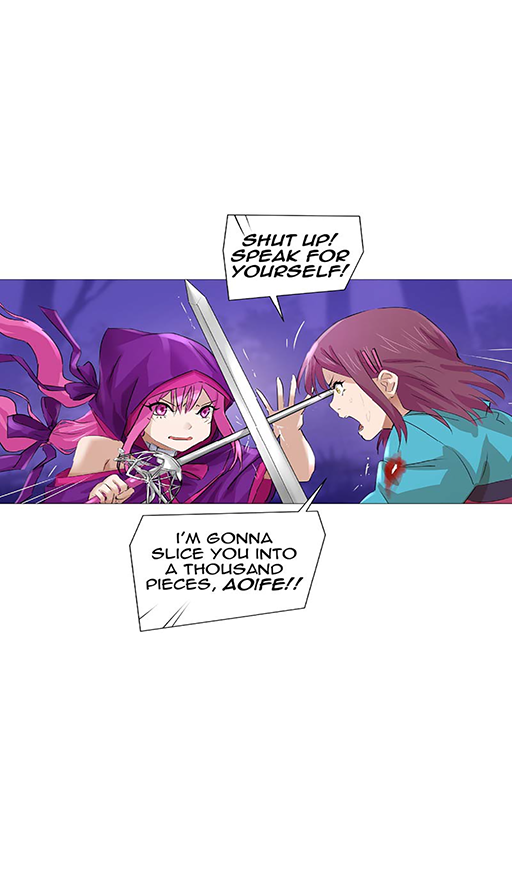 SHUT UP!
SPEAK FOR
YOURSELF!
I'M GONNA
SLICE YOU INTO
A THOUSAND
PIECES, AOIFE!!